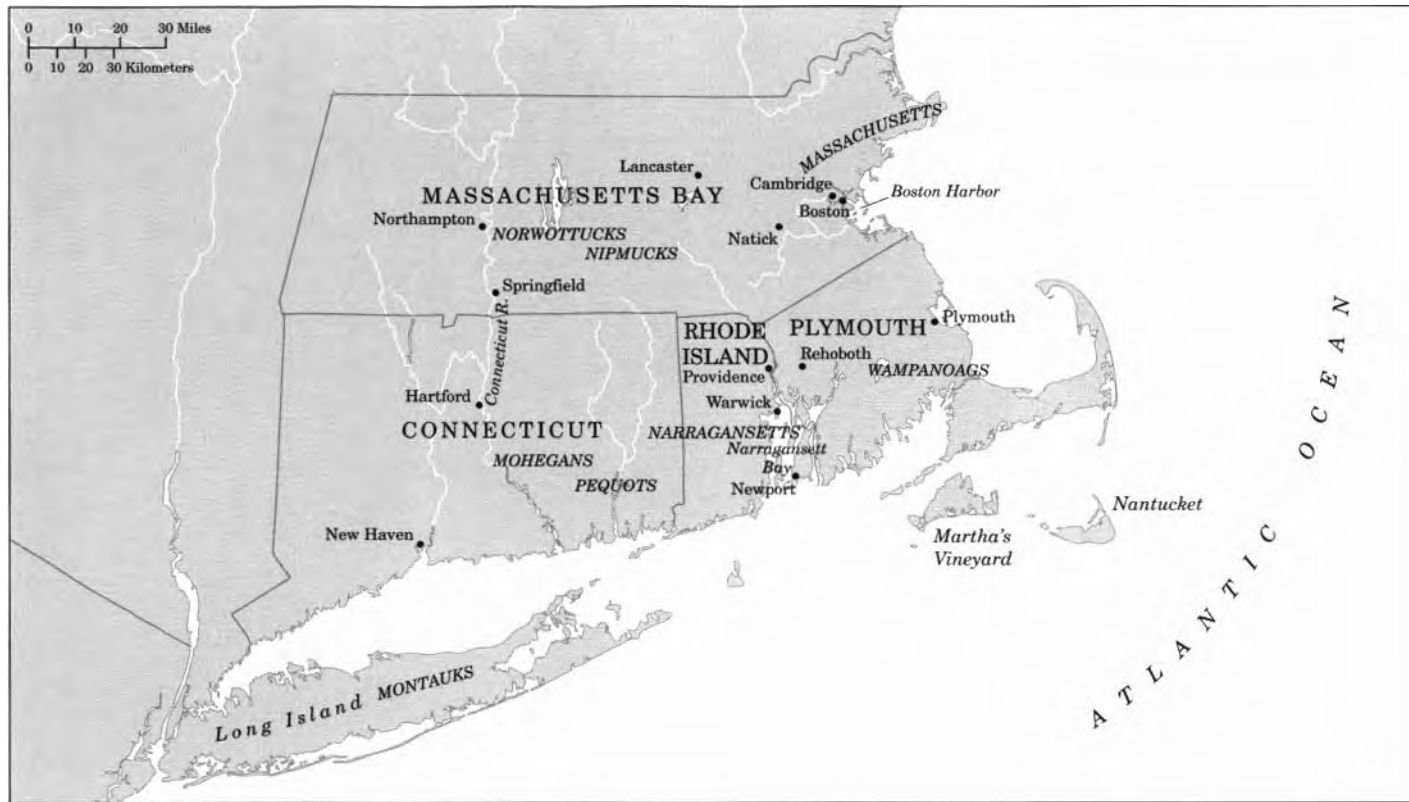 0 10 20 30 Miles
0 10 20 30 Kilometers
MASSACHUSETTS
Lancaster
MASSACHUSETTS BAY
Cambridge
Boston Harbor
Boston
Northampton
NORWOTTUCKS
Natick
NIPMUCKS
Springfield
Connecticut R.
RHODE
ISLAND
PLYMOUTH
Plymouth
Providence
Rehoboth
WAMPANOAGS
Hartford
Warwick
CONNECTICUT
NARRAGANSETTS
Narragansett
Bay
MOHEGANS
PEQUOTS
Newport
New Haven
Martha's
Vineyard
Nantucket
ATLANTIC OCEAN
Long Island
MONTAUKS